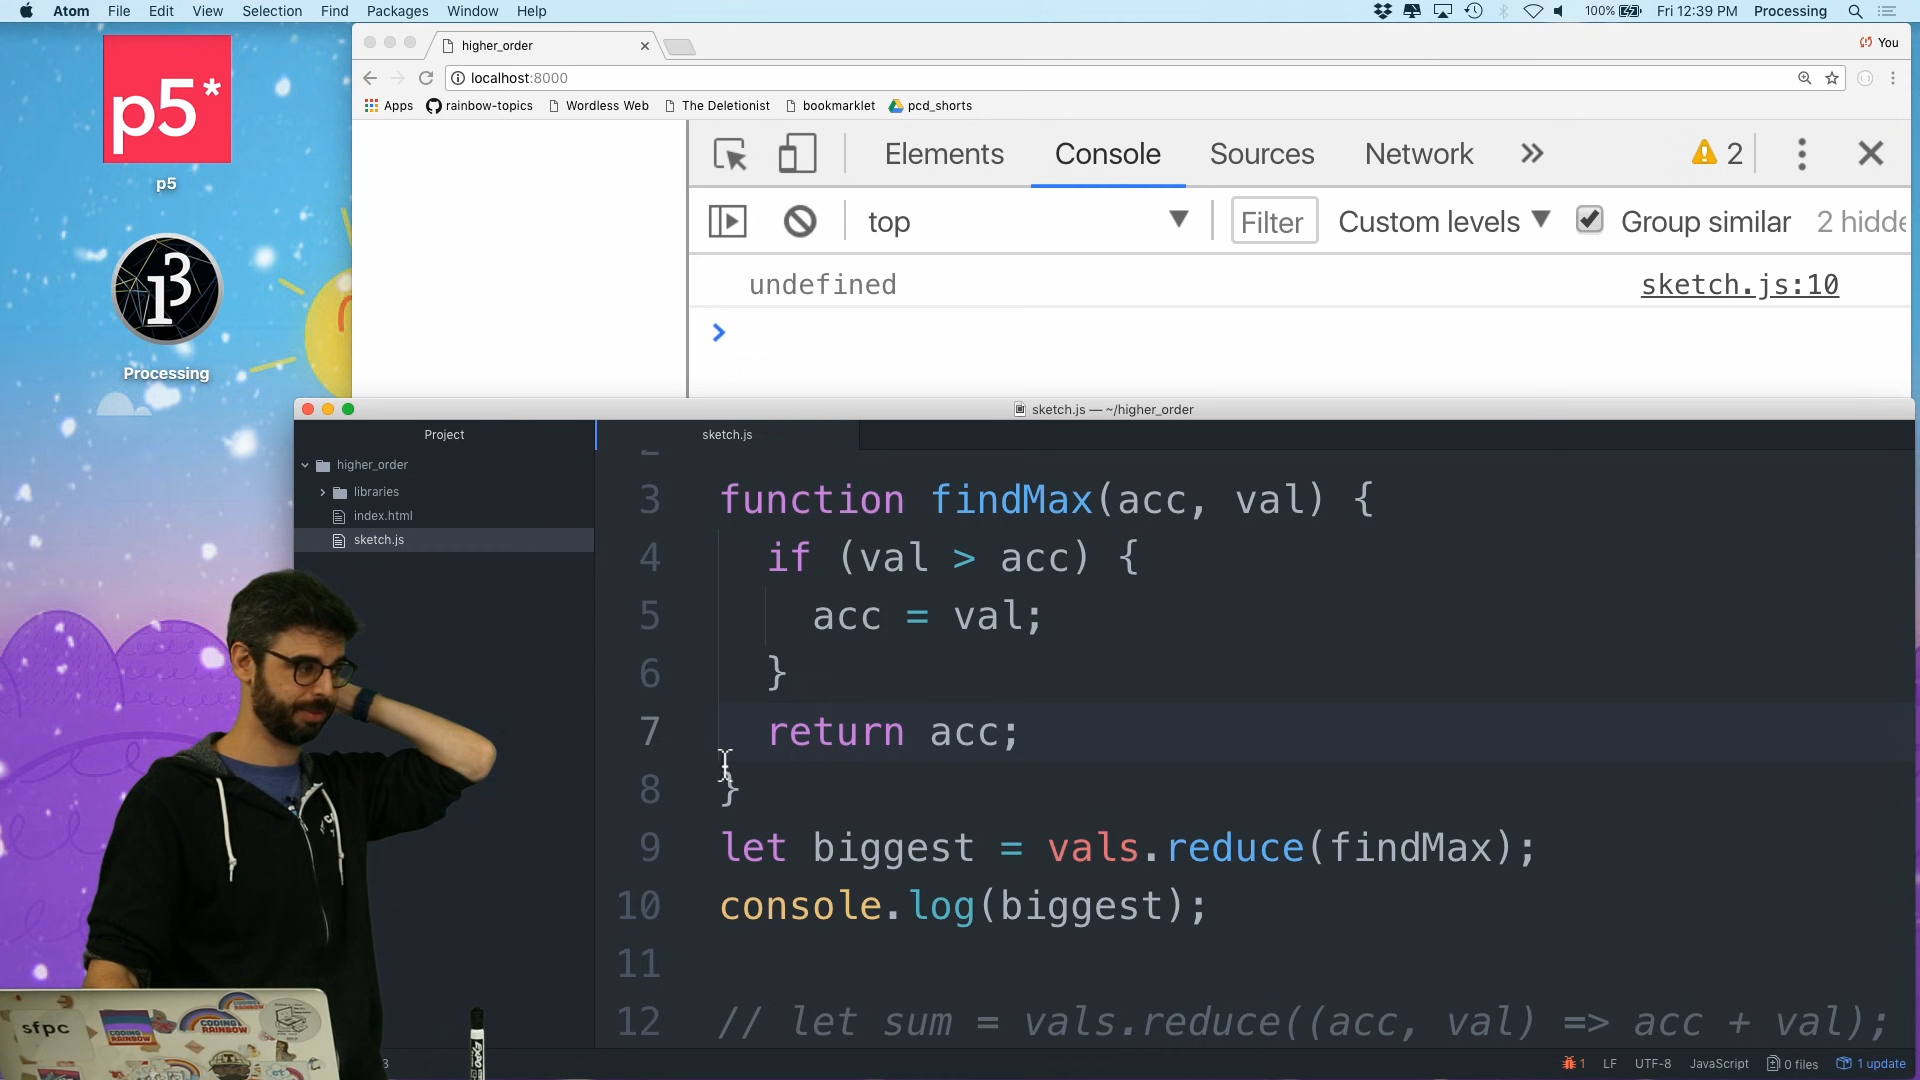 Atom File Edit View Find Selection Packages Window Help 100% Fri 12:39 PM Processing
higher_order
You
localhost:8000
Apps rainbow-topics Wordless Web The Deletionist bookmarklet pcd_shorts
p5*
p5
Processing
Elements Console Sources Network 2
top Filter Custom levels Group similar 2 hidde
undefined sketch.js:10
sketch.js — ~/higher_order
Project
sketch.js
higher_order
libraries
index.html
sketch.js
3 function findMax(acc, val) {
4 if (val > acc) {
5 acc = val;
6 }
7 return acc;
8 }
9 let biggest = vals.reduce(findMax);
10 console.log(biggest);
11
12 // let sum = vals.reduce((acc, val) => acc + val);
1 LF UTF-8 JavaScript 0 files 1 update
sfpc
CODING RAINBOW
EXPO